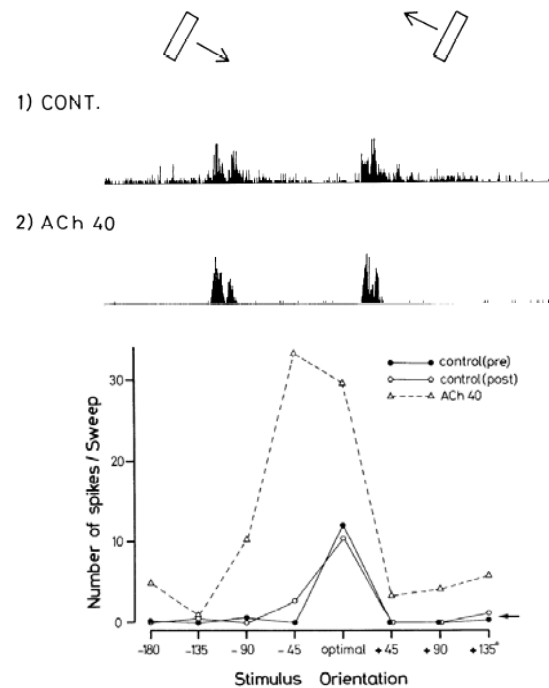 1) CONT.
2) ACh 40
control(pre)
control(post)
ACh 40
Number of spikes / Sweep
30
20
10
0
-180 -135 -90 -45 optimal +45 +90 +135°
Stimulus Orientation